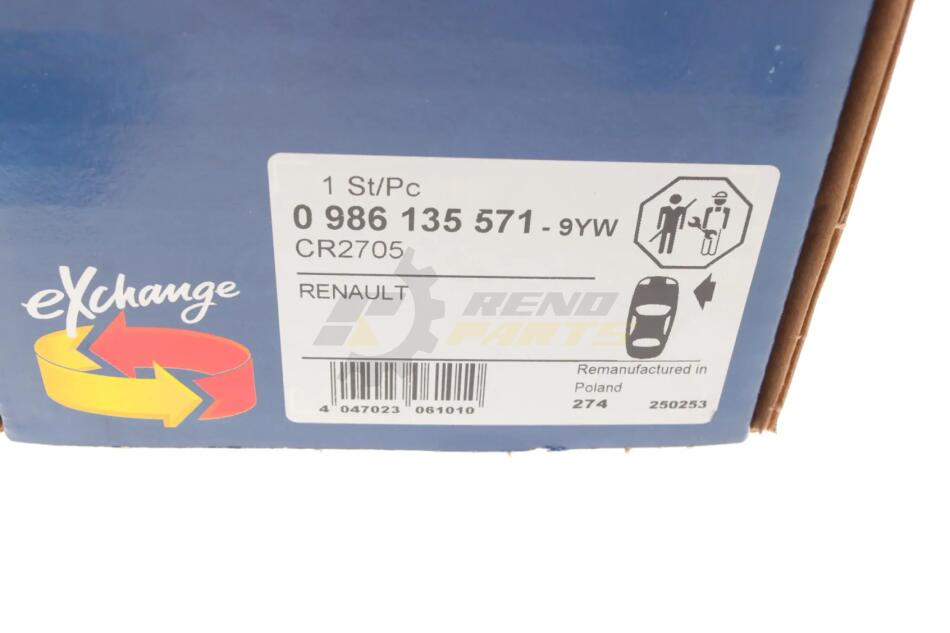 1 St/Pc
0 986 135 571 - 9YW
CR2705
eXchange
RENAULT
RENO
PARTS
Remanufactured in
Poland
274 250253
4 047023 061010